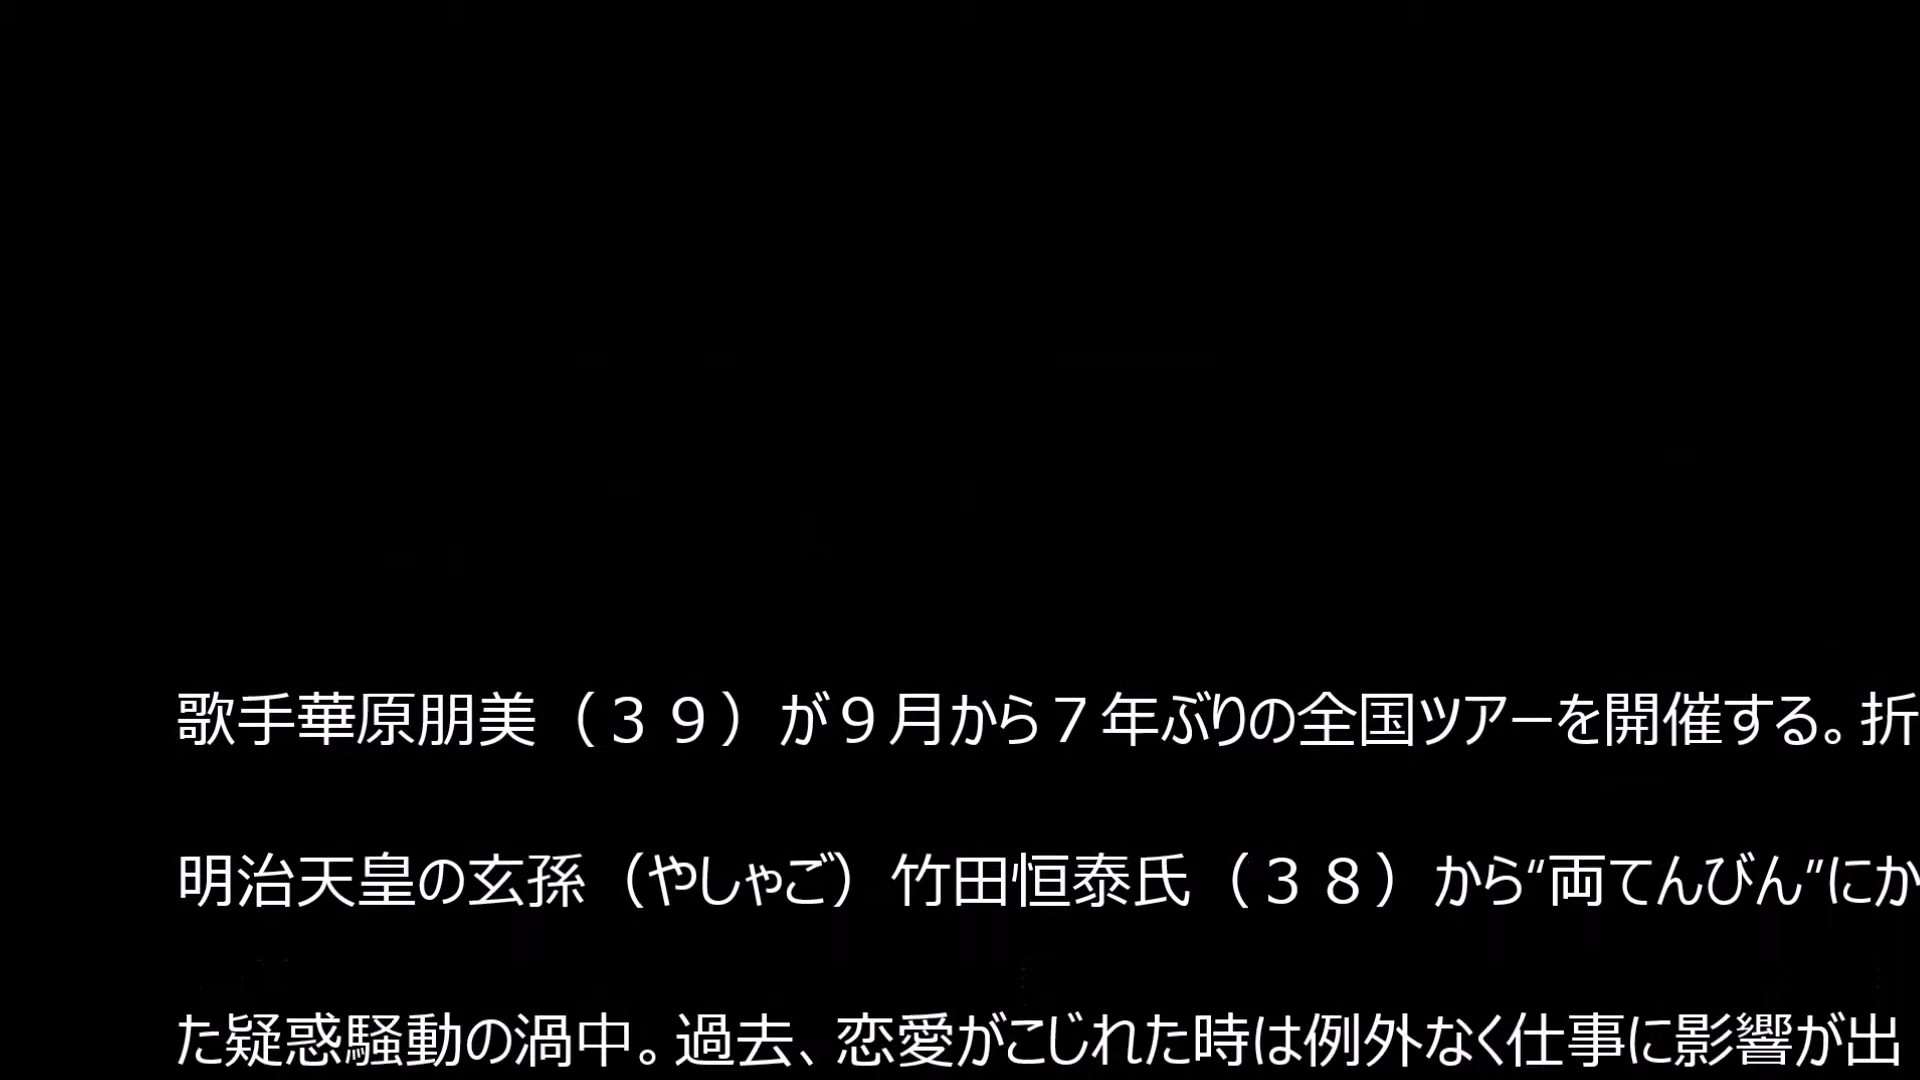 歌手華原朋美（３９）が９月から７年ぶりの全国ツアーを開催する。折
明治天皇の玄孫（やしゃご）竹田恒泰氏（３８）から“両てんびん”にか
た疑惑騒動の渦中。過去、恋愛がこじれた時は例外なく仕事に影響が出